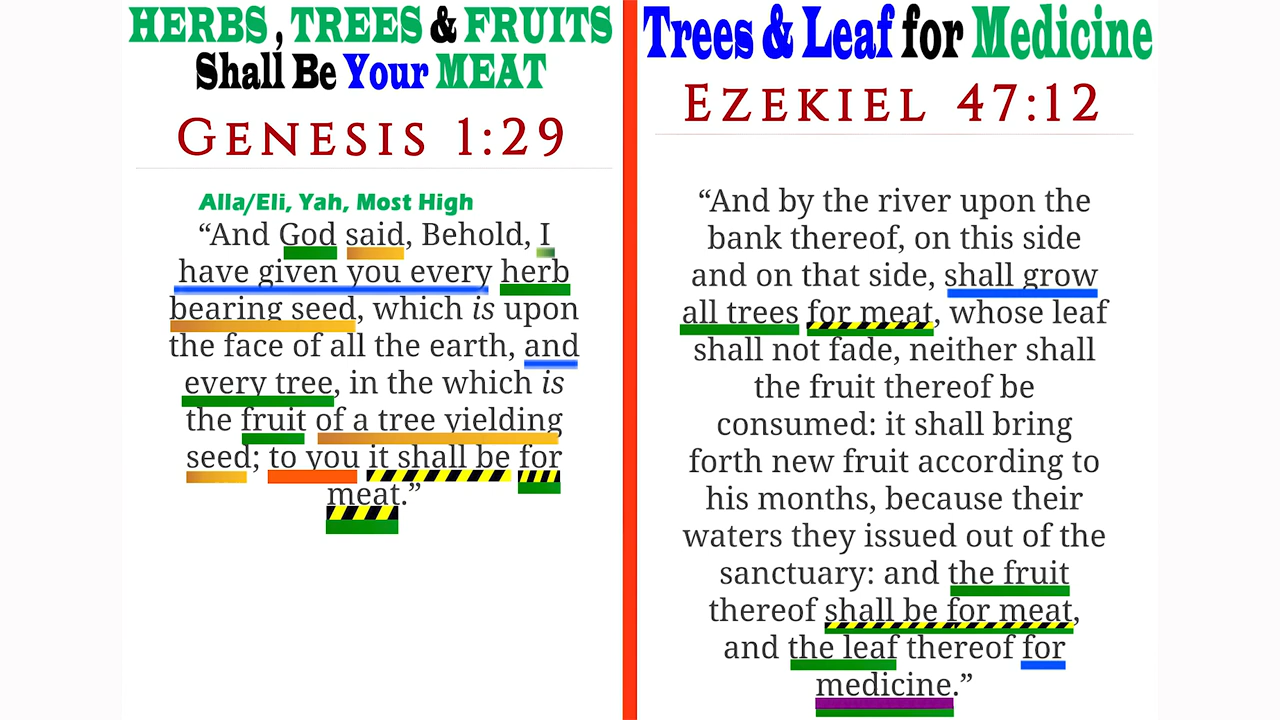 HERBS, TREES & FRUITS
Shall Be Your MEAT
GENESIS 1:29
Alla/Eli, Yah, Most High
“And God said, Behold, I
have given you every herb
bearing seed, which is upon
the face of all the earth, and
every tree, in the which is
the fruit of a tree yielding
seed; to you it shall be for
meat.”
Trees & Leaf for Medicine
EZEKIEL 47:12
“And by the river upon the
bank thereof, on this side
and on that side, shall grow
all trees for meat, whose leaf
shall not fade, neither shall
the fruit thereof be
consumed: it shall bring
forth new fruit according to
his months, because their
waters they issued out of the
sanctuary: and the fruit
thereof shall be for meat,
and the leaf thereof for
medicine.”